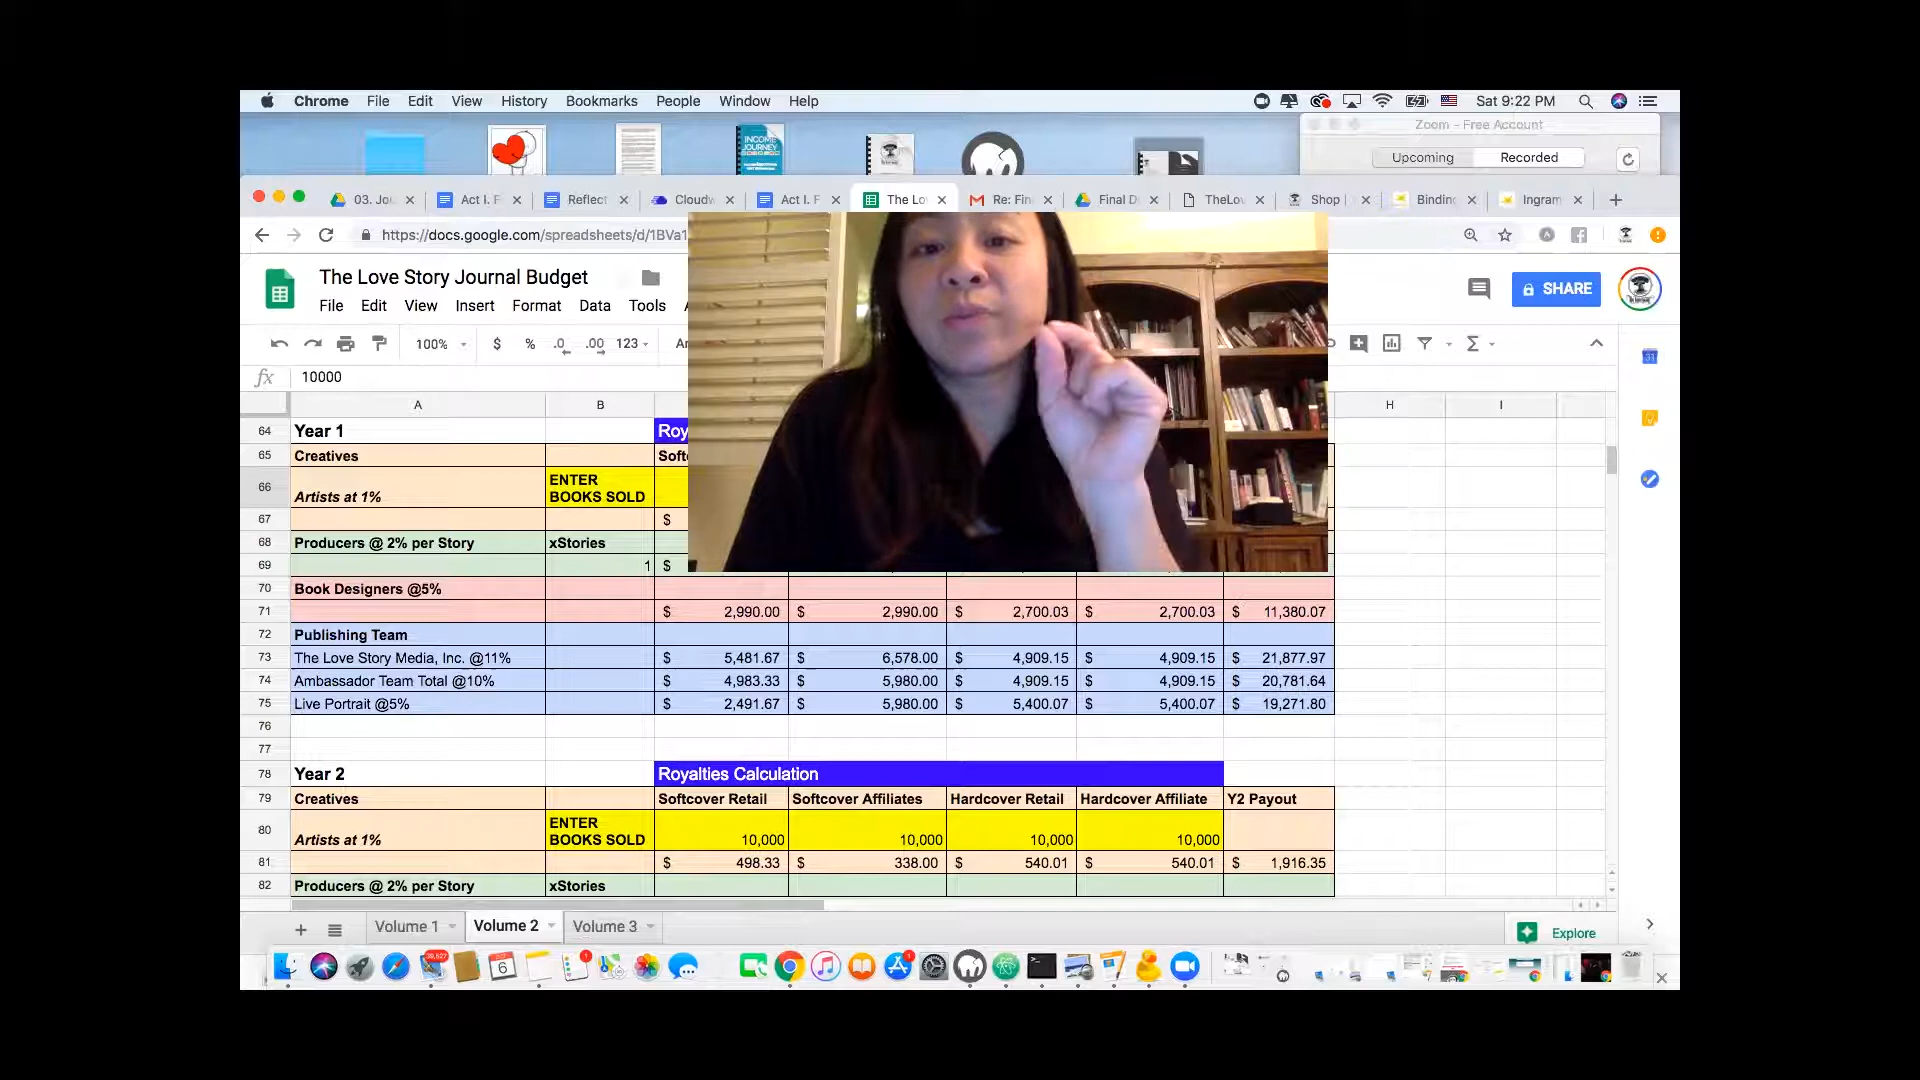 Chrome File Edit View History Bookmarks People Window Help Sat 9:22 PM
Zoom - Free Account
INCOME
JOURNEY
Upcoming Recorded
03. Jo Act I. F Reflect Cloudw Act I. F The Lo Re: Fin Final D TheLov Shop | Binding Ingram
https://docs.google.com/spreadsheets/d/1BVa1
The Love Story Journal Budget
SHARE
File Edit View Insert Format Data Tools
100% $ % .0 .00 123
fx 10000
A B H I
64 Year 1 Roy
65 Creatives Soft
66 Artists at 1% ENTER BOOKS SOLD
67 $
68 Producers @ 2% per Story xStories
69 1 $
70 Book Designers @5%
71 $ 2,990.00 $ 2,990.00 $ 2,700.03 $ 2,700.03 $ 11,380.07
72 Publishing Team
73 The Love Story Media, Inc. @11% $ 5,481.67 $ 6,578.00 $ 4,909.15 $ 4,909.15 $ 21,877.97
74 Ambassador Team Total @10% $ 4,983.33 $ 5,980.00 $ 4,909.15 $ 4,909.15 $ 20,781.64
75 Live Portrait @5% $ 2,491.67 $ 5,980.00 $ 5,400.07 $ 5,400.07 $ 19,271.80
76
77
78 Year 2 Royalties Calculation
79 Creatives Softcover Retail Softcover Affiliates Hardcover Retail Hardcover Affiliate Y2 Payout
80 Artists at 1% ENTER BOOKS SOLD 10,000 10,000 10,000 10,000
81 $ 498.33 $ 338.00 $ 540.01 $ 540.01 $ 1,916.35
82 Producers @ 2% per Story xStories
Volume 1 Volume 2 Volume 3 Explore